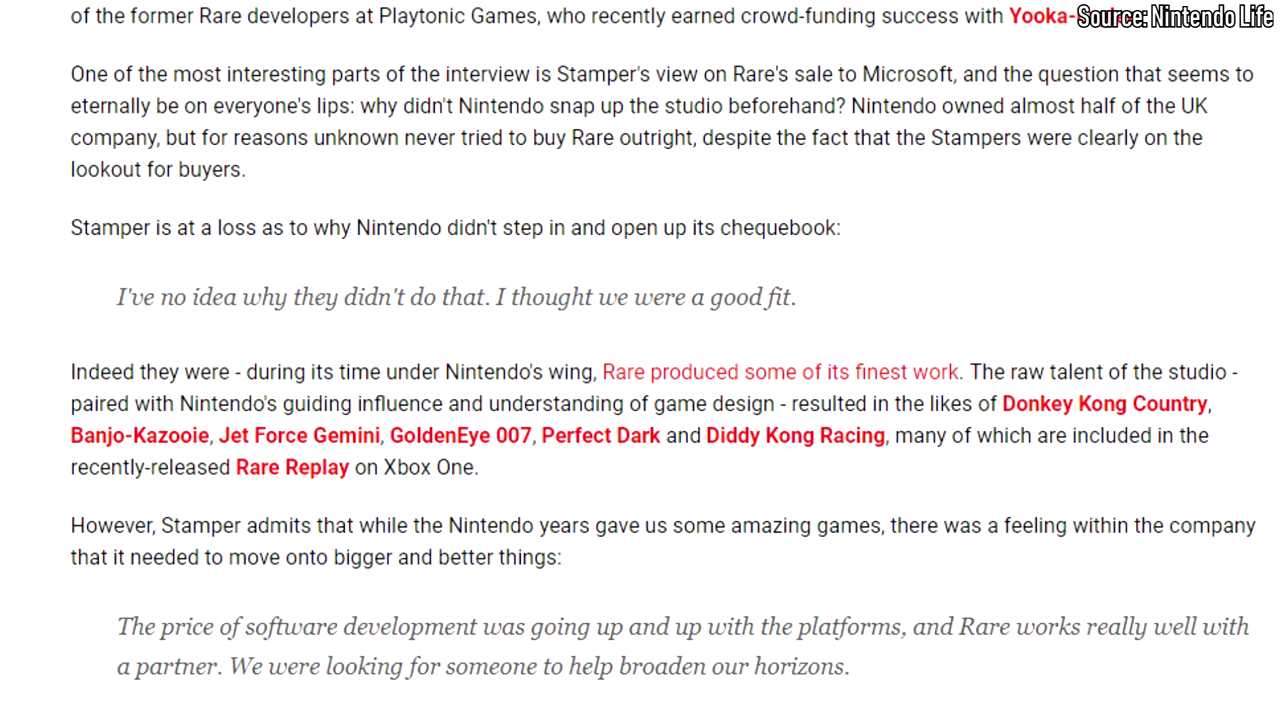 of the former Rare developers at Playtonic Games, who recently earned crowd-funding success with Yooka-
Source: Nintendo Life
One of the most interesting parts of the interview is Stamper's view on Rare's sale to Microsoft, and the question that seems to
eternally be on everyone's lips: why didn't Nintendo snap up the studio beforehand? Nintendo owned almost half of the UK
company, but for reasons unknown never tried to buy Rare outright, despite the fact that the Stampers were clearly on the
lookout for buyers.
Stamper is at a loss as to why Nintendo didn't step in and open up its chequebook:
I've no idea why they didn't do that. I thought we were a good fit.
Indeed they were - during its time under Nintendo's wing, Rare produced some of its finest work. The raw talent of the studio -
paired with Nintendo's guiding influence and understanding of game design - resulted in the likes of Donkey Kong Country,
Banjo-Kazooie, Jet Force Gemini, GoldenEye 007, Perfect Dark and Diddy Kong Racing, many of which are included in the
recently-released Rare Replay on Xbox One.
However, Stamper admits that while the Nintendo years gave us some amazing games, there was a feeling within the company
that it needed to move onto bigger and better things:
The price of software development was going up and up with the platforms, and Rare works really well with
a partner. We were looking for someone to help broaden our horizons.